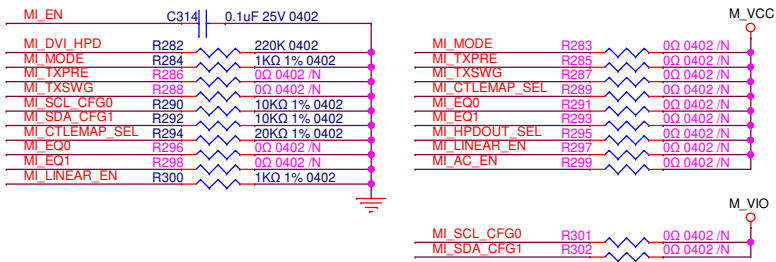 MI_EN C314 0.1uF 25V 0402
MI_DVI_HPD R282 220K 0402
MI_MODE R284 1KΩ 1% 0402
MI_TXPRE R286 0Ω 0402 /N
MI_TXSWG R288 0Ω 0402 /N
MI_SCL_CFG0 R290 10KΩ 1% 0402
MI_SDA_CFG1 R292 10KΩ 1% 0402
MI_CTLEMAP_SEL R294 20KΩ 1% 0402
MI_EQ0 R296 0Ω 0402 /N
MI_EQ1 R298 0Ω 0402 /N
MI_LINEAR_EN R300 1KΩ 1% 0402
M_VCC
MI_MODE R283 0Ω 0402 /N
MI_TXPRE R285 0Ω 0402 /N
MI_TXSWG R287 0Ω 0402 /N
MI_CTLEMAP_SEL R289 0Ω 0402 /N
MI_EQ0 R291 0Ω 0402 /N
MI_EQ1 R293 0Ω 0402 /N
MI_HPDOUT_SEL R295 0Ω 0402 /N
MI_LINEAR_EN R297 0Ω 0402 /N
MI_AC_EN R299 0Ω 0402 /N
M_VIO
MI_SCL_CFG0 R301 0Ω 0402 /N
MI_SDA_CFG1 R302 0Ω 0402 /N